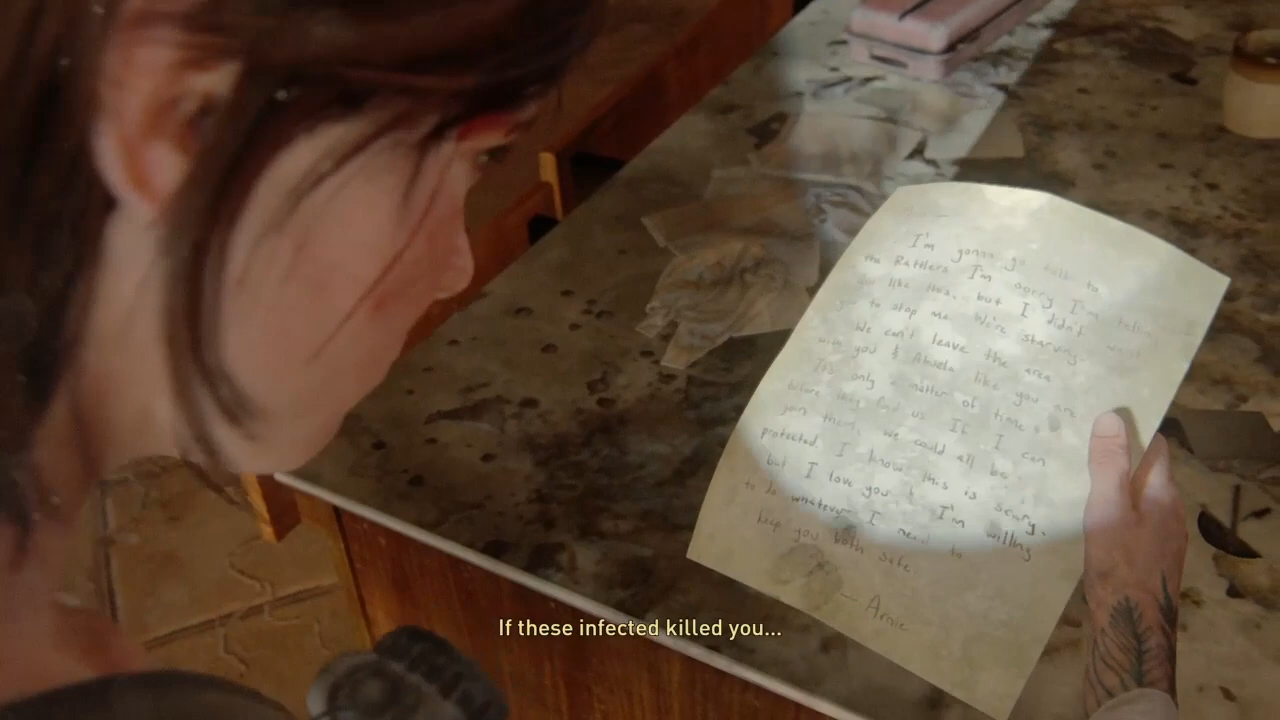 I'm gonna go talk to
the Rattlers. I'm sorry I'm telling
you like this, but I didn't want
you to stop me. We're starving.
We can't leave the area
with you & Abuela like you are
It's only a matter of time
before they find us. If I can
join them, we could all be
protected. I know this is scary.
but I love you & I'm willing
to do whatever I need to
keep you both safe.
— Arnie
If these infected killed you...